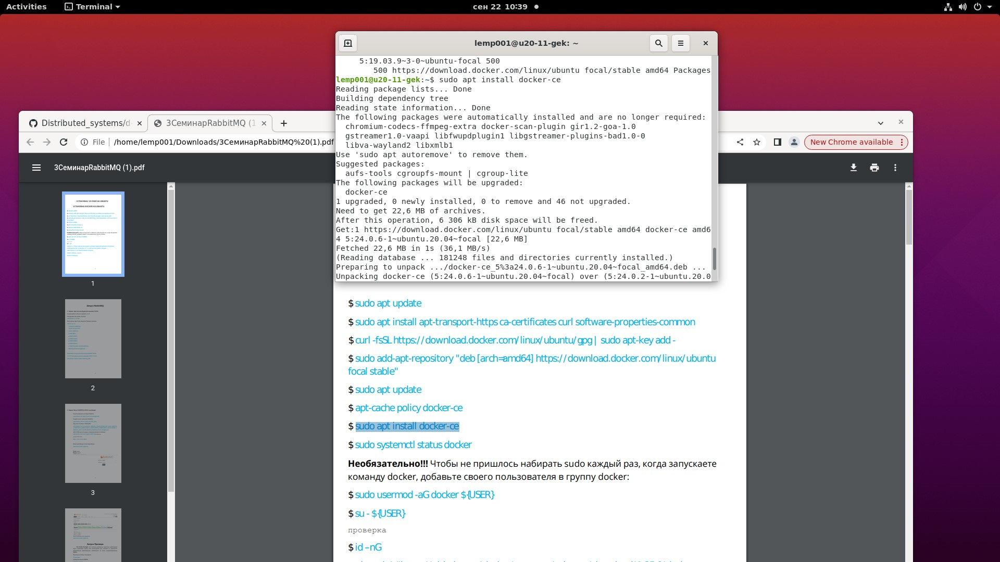 Activities
Terminal
сен 22 10:39
lemp001@u20-11-gek: ~
5:19.03.9~3-0~ubuntu-focal 500
500 https://download.docker.com/linux/ubuntu focal/stable amd64 Packages
lemp001@u20-11-gek:~$ sudo apt install docker-ce
Reading package lists... Done
Building dependency tree
Reading state information... Done
The following packages were automatically installed and are no longer required:
chromium-codecs-ffmpeg-extra docker-scan-plugin gir1.2-goa-1.0
gstreamer1.0-vaapi libfwupdplugin1 libgstreamer-plugins-bad1.0-0
libva-wayland2 libxmlb1
Use 'sudo apt autoremove' to remove them.
Suggested packages:
aufs-tools cgroupfs-mount | cgroup-lite
The following packages will be upgraded:
docker-ce
1 upgraded, 0 newly installed, 0 to remove and 46 not upgraded.
Need to get 22,6 MB of archives.
After this operation, 6 306 kB disk space will be freed.
Get:1 https://download.docker.com/linux/ubuntu focal/stable amd64 docker-ce amd6
4 5:24.0.6-1~ubuntu.20.04~focal [22,6 MB]
Fetched 22,6 MB in 1s (36,1 MB/s)
(Reading database ... 181248 files and directories currently installed.)
Preparing to unpack .../docker-ce_5%3a24.0.6-1~ubuntu.20.04~focal_amd64.deb ...
Unpacking docker-ce (5:24.0.6-1~ubuntu.20.04~focal) over (5:24.0.2-1~ubuntu.20.0
Distributed_systems/d
3СеминарRabbitMQ (1
File
/home/lemp001/Downloads/3СеминарRabbitMQ%20(1).pdf
New Chrome available
3СеминарRabbitMQ (1).pdf
УСТАНОВКА VS CODE НА UBUNTU
УСТАНОВКА DOCKER НА UBUNTU
1
Запуск RabbitMQ
2
3
Запуск Примера
$ sudo apt update
$ sudo apt install apt-transport-https ca-certificates curl software-properties-common
$ curl -fsSL https://download.docker.com/linux/ubuntu/gpg | sudo apt-key add -
$ sudo add-apt-repository "deb [arch=amd64] https://download.docker.com/linux/ubuntu
focal stable"
$ sudo apt update
$ apt-cache policy docker-ce
$ sudo apt install docker-ce
$ sudo systemctl status docker
Необязательно!!! Чтобы не пришлось набирать sudo каждый раз, когда запускаете
команду docker, добавьте своего пользователя в группу docker:
$ sudo usermod -aG docker ${USER}
$ su - ${USER}
проверка
$ id –nG